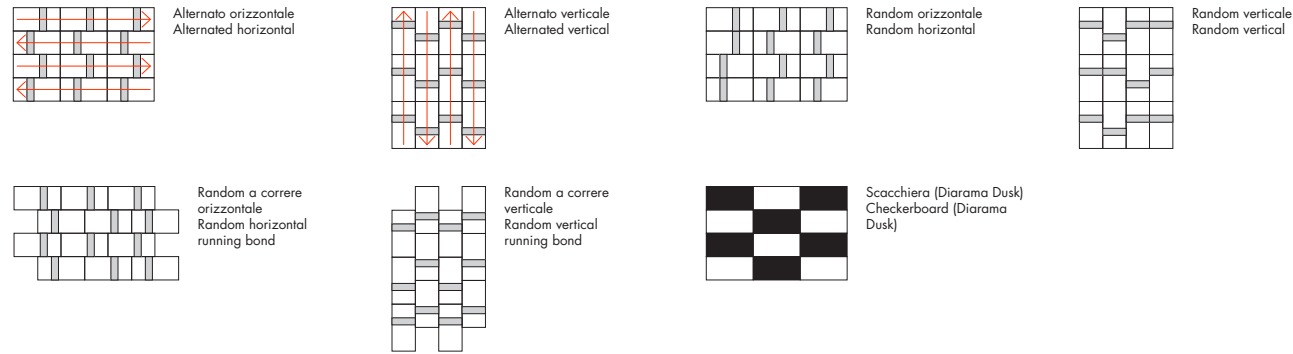 Alternato orizzontale
Alternated horizontal
Alternato verticale
Alternated vertical
Random orizzontale
Random horizontal
Random verticale
Random vertical
Random a correre
orizzontale
Random horizontal
running bond
Random a correre
verticale
Random vertical
running bond
Scacchiera (Diarama Dusk)
Checkerboard (Diarama
Dusk)